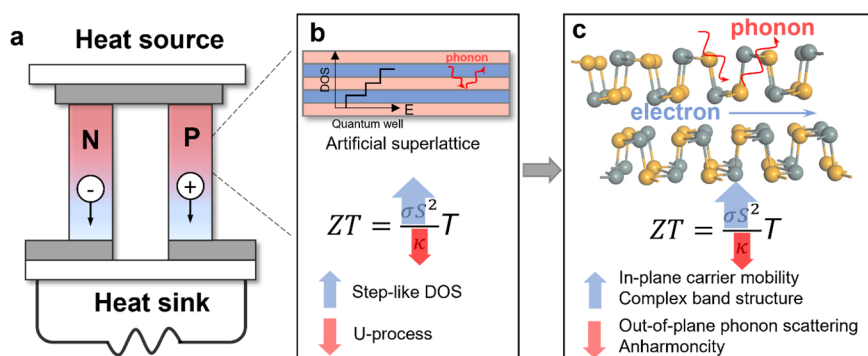 a
Heat source
N
P
-
+
Heat sink
b
DOS
phonon
E
Quantum well
Artificial superlattice
ZT = σS²/κ T
Step-like DOS
U-process
c
phonon
electron
ZT = σS²/κ T
In-plane carrier mobility
Complex band structure
Out-of-plane phonon scattering
Anharmoncity